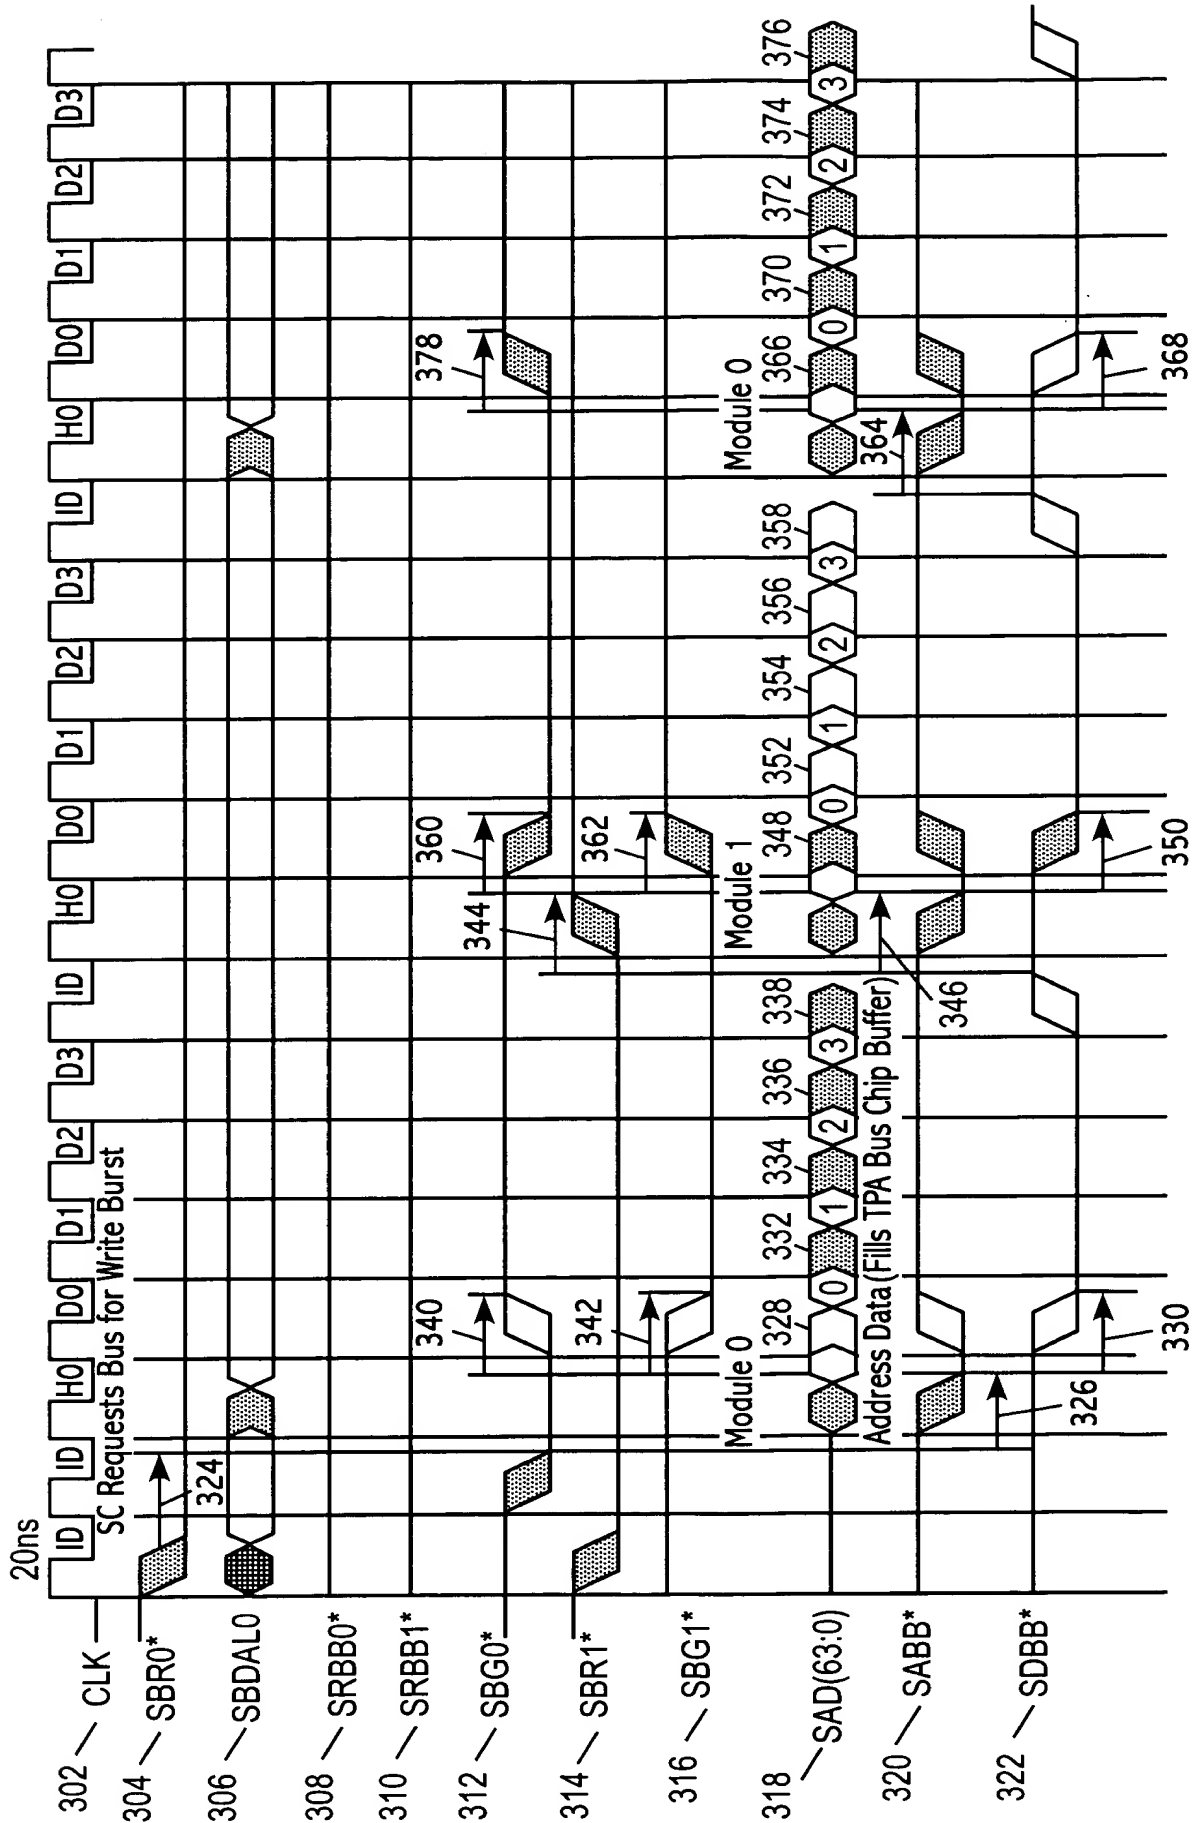 20ns
ID ID H0 D0 D1 D2 D3 ID H0 D0 D1 D2 D3 ID H0 D0 D1 D2 D3
302 CLK
SC Requests Bus for Write Burst
304 SBR0*
324
306 SBDAL0
308 SRBB0*
310 SRBB1*
312 SBG0*
340 344 360 378
314 SBR1*
342 362
316 SBG1*
Module 0 Module 1 Module 0
328 332 334 336 338 348 352 354 356 358 366 370 372 374 376
318 SAD(63:0)
0 1 2 3 0 1 2 3 0 1 2 3
Address Data (Fills TPA Bus Chip Buffer)
364
320 SABB*
346
326
322 SDBB*
330 350 368